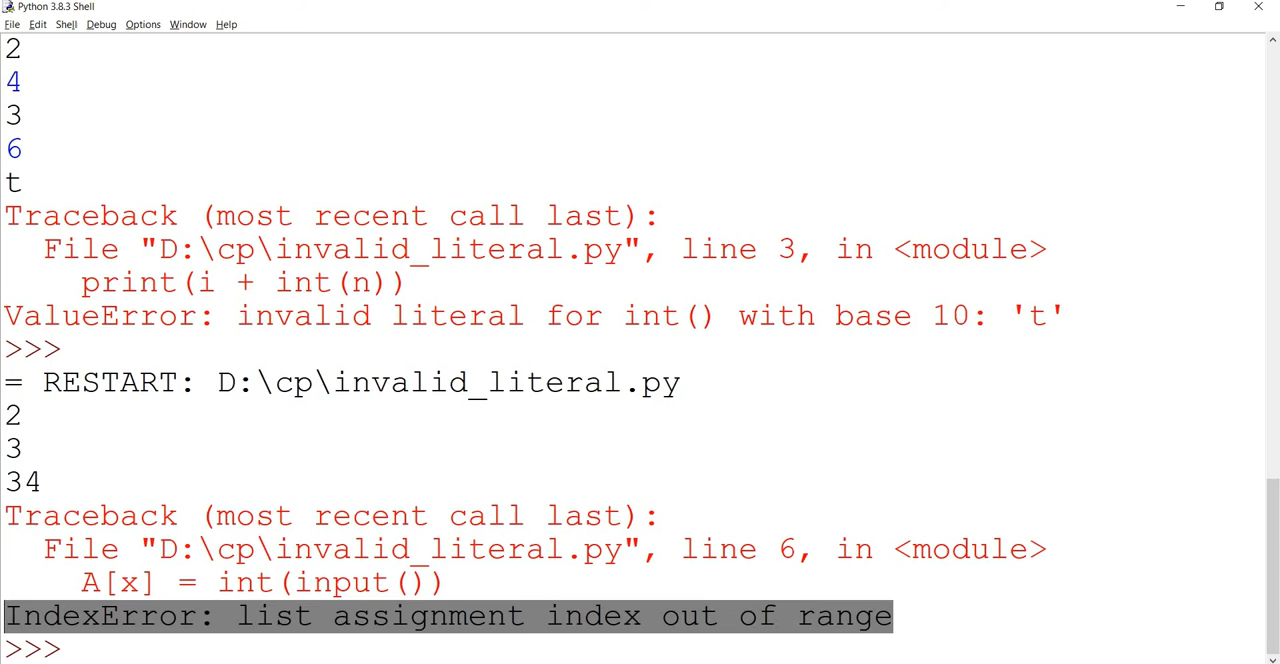 Python 3.8.3 Shell
File Edit Shell Debug Options Window Help
2
4
3
6
t
Traceback (most recent call last):
  File "D:\cp\invalid_literal.py", line 3, in <module>
    print(i + int(n))
ValueError: invalid literal for int() with base 10: 't'
>>>
= RESTART: D:\cp\invalid_literal.py
2
3
34
Traceback (most recent call last):
  File "D:\cp\invalid_literal.py", line 6, in <module>
    A[x] = int(input())
IndexError: list assignment index out of range
>>>